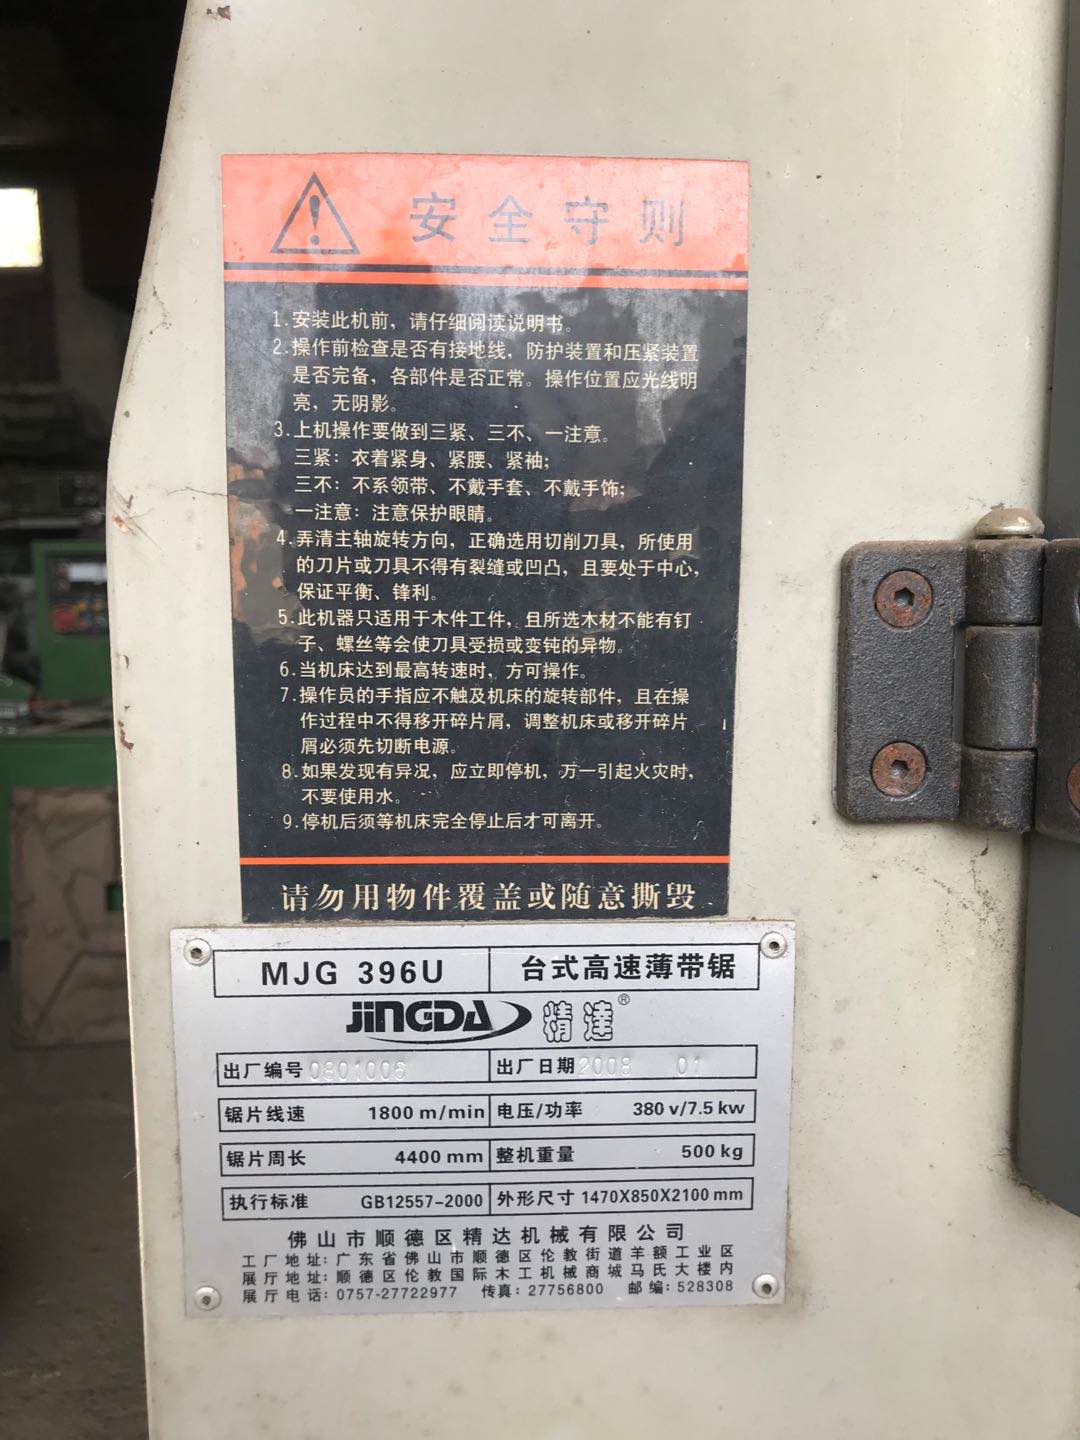 安全守则
1.安装此机前，请仔细阅读说明书。
2.操作前检查是否有接地线，防护装置和压紧装置
是否完备，各部件是否正常。操作位置应光线明
亮，无阴影。
3.上机操作要做到三紧、三不、一注意。
三紧：衣着紧身、紧腰、紧袖；
三不：不系领带、不戴手套、不戴手饰；
一注意：注意保护眼睛。
4.弄清主轴旋转方向，正确选用切削刀具，所使用
的刀片或刀具不得有裂缝或凹凸，且要处于中心，
保证平衡、锋利。
5.此机器只适用于木件工件，且所选木材不能有钉
子、螺丝等会使刀具受损或变钝的异物。
6.当机床达到最高转速时，方可操作。
7.操作员的手指应不触及机床的旋转部件，且在操
作过程中不得移开碎片屑，调整机床或移开碎片
屑必须先切断电源。
8.如果发现有异况，应立即停机，万一引起火灾时，
不要使用水。
9.停机后须等机床完全停止后才可离开。
请勿用物件覆盖或随意撕毁
MJG 396U 台式高速薄带锯
JINGDA 精達®
出厂编号 0801006 出厂日期 2008 01
锯片线速 1800 m/min 电压/功率 380 v/7.5 kw
锯片周长 4400 mm 整机重量 500 kg
执行标准 GB12557-2000 外形尺寸 1470X850X2100 mm
佛山市顺德区精达机械有限公司
工厂地址：广东省佛山市顺德区伦教街道羊额工业区
展厅地址：顺德区伦教国际木工机械商城马氏大楼内
展厅电话：0757-27722977 传真：27756800 邮编：528308